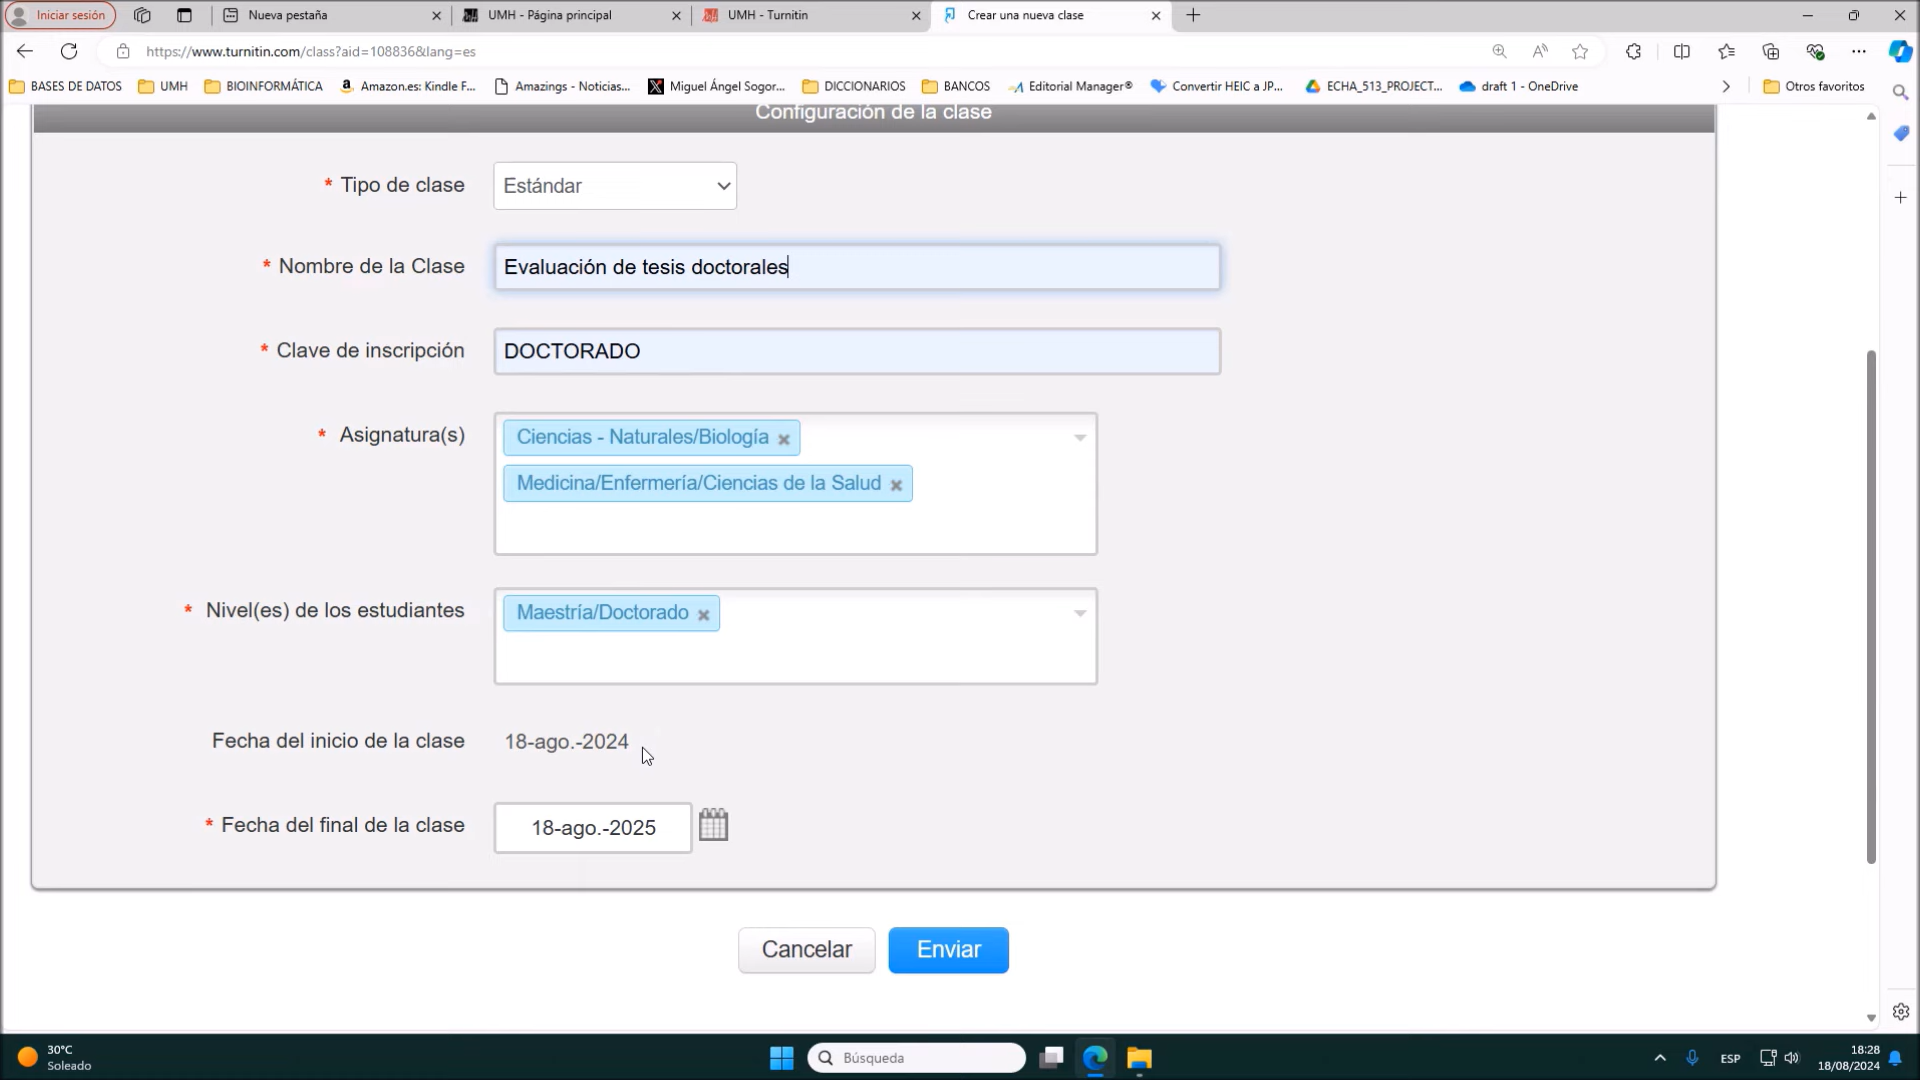 Iniciar sesión
Nueva pestaña
UMH - Página principal
UMH - Turnitin
Crear una nueva clase
https://www.turnitin.com/class?aid=108836&lang=es
BASES DE DATOS
UMH
BIOINFORMÁTICA
Amazon.es: Kindle F...
Amazings - Noticias...
Miguel Ángel Sogor...
DICCIONARIOS
BANCOS
Editorial Manager®
Convertir HEIC a JP...
ECHA_513_PROJECT...
draft 1 - OneDrive
Otros favoritos
Configuración de la clase
* Tipo de clase
Estándar
* Nombre de la Clase
Evaluación de tesis doctorales
* Clave de inscripción
DOCTORADO
* Asignatura(s)
Ciencias - Naturales/Biología
Medicina/Enfermería/Ciencias de la Salud
* Nivel(es) de los estudiantes
Maestría/Doctorado
Fecha del inicio de la clase
18-ago.-2024
* Fecha del final de la clase
18-ago.-2025
Cancelar
Enviar
30°C
Soleado
Búsqueda
ESP
18:28
18/08/2024